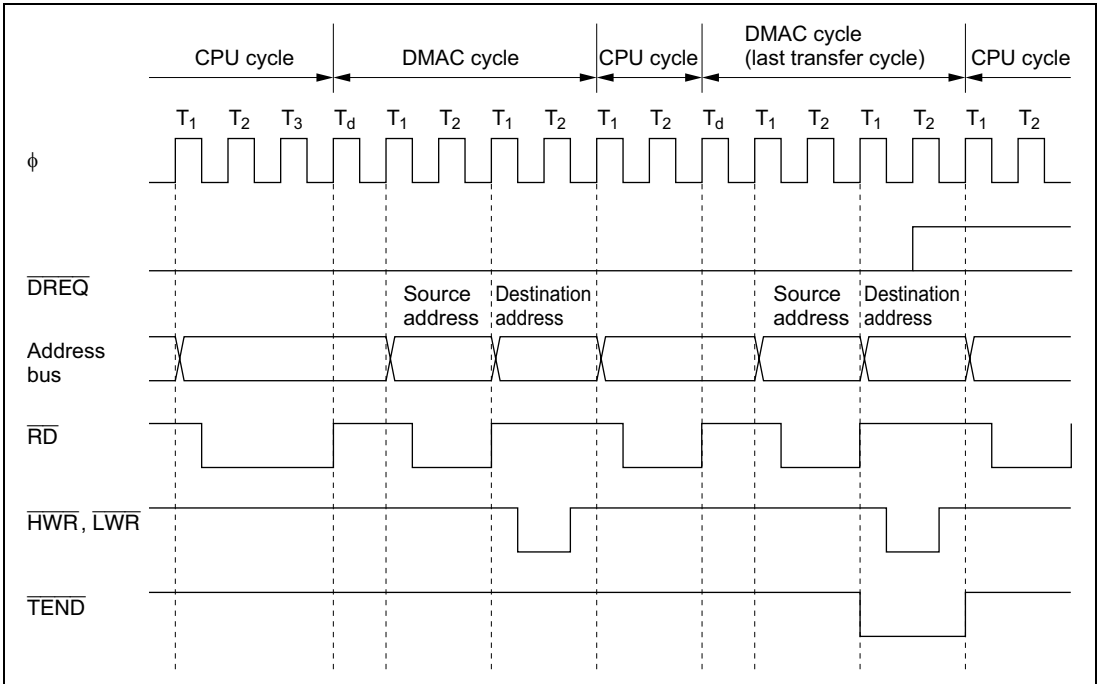 CPU cycle DMAC cycle CPU cycle DMAC cycle
(last transfer cycle) CPU cycle
T1 T2 T3 Td T1 T2 T1 T2 T1 T2 Td T1 T2 T1 T2 T1 T2
ϕ
DREQ
Source
address
Destination
address
Source
address
Destination
address
Address
bus
RD
HWR, LWR
TEND